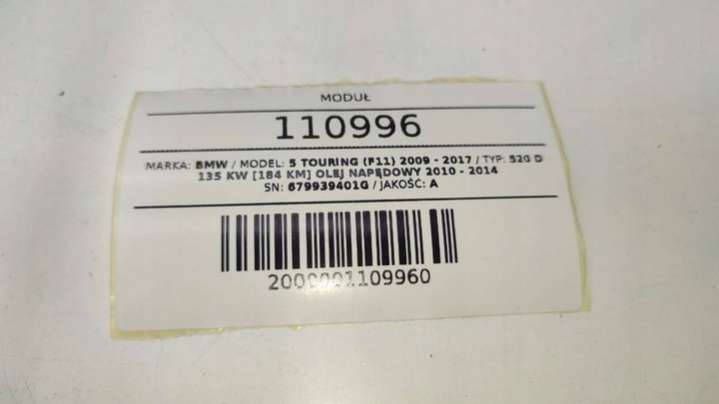 MODUŁ
110996
MARKA: BMW / MODEL: 5 TOURING (F11) 2009 - 2017 / TYP: 520 D
135 KW [184 KM] OLEJ NAPĘDOWY 2010 - 2014
SN: 679939401G / JAKOŚĆ: A
2000001109960